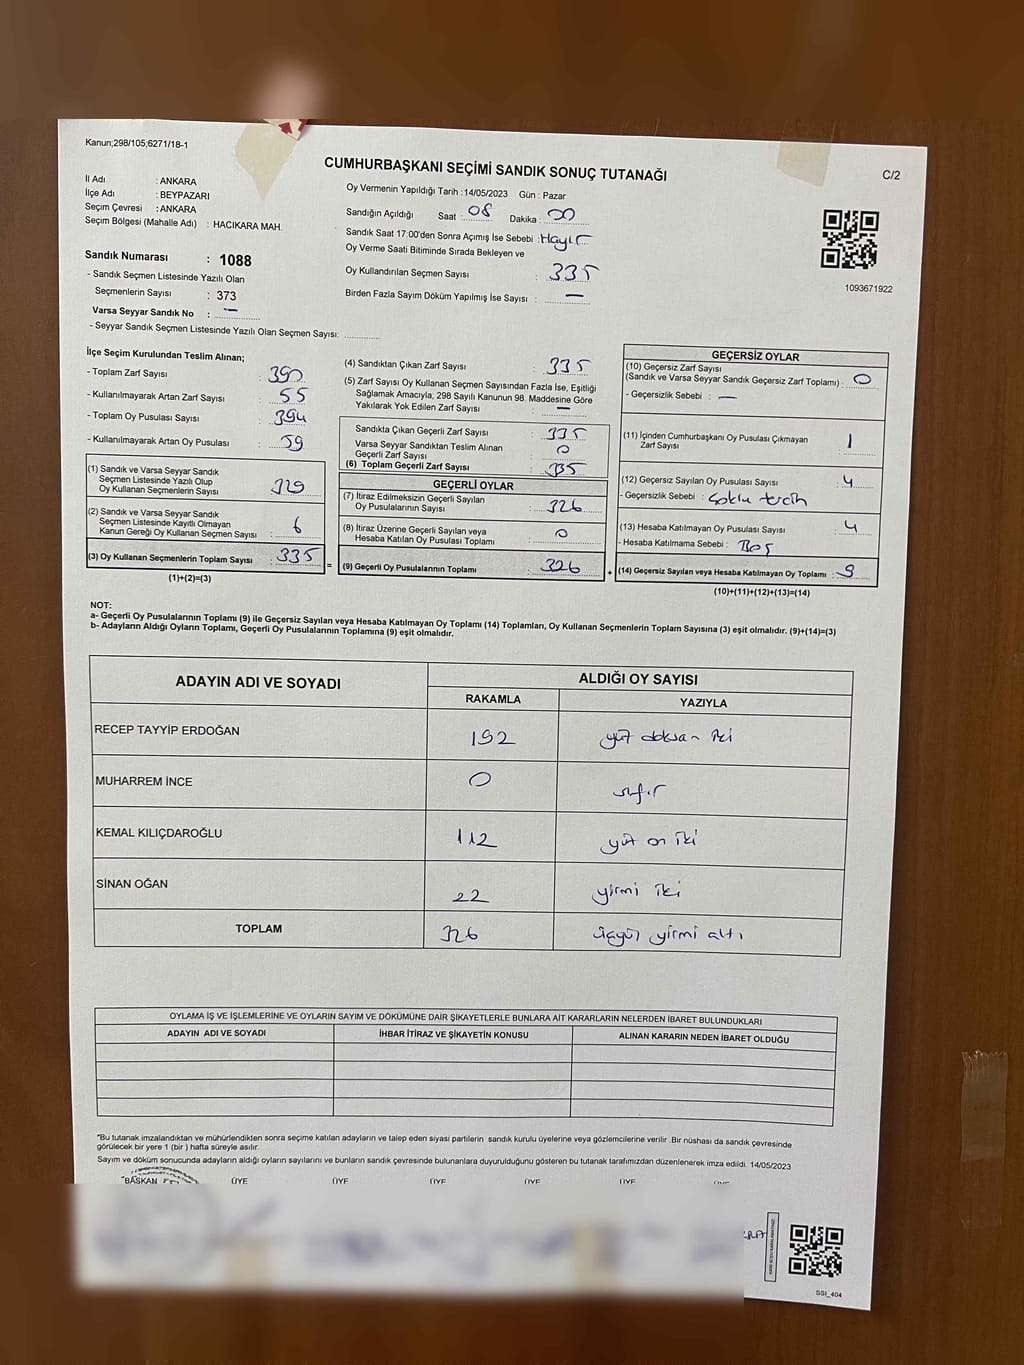 Kanun;298/105;6271/18-1
CUMHURBAŞKANI SEÇİMİ SANDIK SONUÇ TUTANAĞI
C/2
İl Adı : ANKARA
İlçe Adı : BEYPAZARI
Seçim Çevresi : ANKARA
Seçim Bölgesi (Mahalle Adı) : HACIKARA MAH.
Oy Vermenin Yapıldığı Tarih :14/05/2023 Gün : Pazar
Sandığın Açıldığı Saat : 08 Dakika : 00
Sandık Saat 17:00'den Sonra Açımış İse Sebebi : Hayır
Oy Verme Saati Bitiminde Sırada Bekleyen ve
Oy Kullandırılan Seçmen Sayısı : 335
Birden Fazla Sayım Döküm Yapılmış İse Sayısı : —
1093671922
Sandık Numarası : 1088
- Sandık Seçmen Listesinde Yazılı Olan
Seçmenlerin Sayısı : 373
Varsa Seyyar Sandık No : —
- Seyyar Sandık Seçmen Listesinde Yazılı Olan Seçmen Sayısı:
İlçe Seçim Kurulundan Teslim Alınan;
- Toplam Zarf Sayısı : 390
- Kullanılmayarak Artan Zarf Sayısı : 55
- Toplam Oy Pusulası Sayısı : 394
- Kullanılmayarak Artan Oy Pusulası : 59
(1) Sandık ve Varsa Seyyar Sandık
Seçmen Listesinde Yazılı Olup
Oy Kullanan Seçmenlerin Sayısı : 329
(2) Sandık ve Varsa Seyyar Sandık
Seçmen Listesinde Kayıtlı Olmayan
Kanun Gereği Oy Kullanan Seçmen Sayısı : 6
(3) Oy Kullanan Seçmenlerin Toplam Sayısı : 335
(1)+(2)=(3)
=
(4) Sandıktan Çıkan Zarf Sayısı : 335
(5) Zarf Sayısı Oy Kullanan Seçmen Sayısından Fazla İse, Eşitliği
Sağlamak Amacıyla; 298 Sayılı Kanunun 98. Maddesine Göre
Yakılarak Yok Edilen Zarf Sayısı : —
Sandıkta Çıkan Geçerli Zarf Sayısı : 335
Varsa Seyyar Sandıktan Teslim Alınan
Geçerli Zarf Sayısı : 0
(6) Toplam Geçerli Zarf Sayısı : 335
GEÇERLİ OYLAR
(7) İtiraz Edilmeksizin Geçerli Sayılan
Oy Pusulalarının Sayısı : 326
(8) İtiraz Üzerine Geçerli Sayılan veya
Hesaba Katılan Oy Pusulası Toplamı : 0
(9) Geçerli Oy Pusulalarının Toplamı : 326
+
GEÇERSİZ OYLAR
(10) Geçersiz Zarf Sayısı
(Sandık ve Varsa Seyyar Sandık Geçersiz Zarf Toplamı) : 0
- Geçersizlik Sebebi : —
(11) İçinden Cumhurbaşkanı Oy Pusulası Çıkmayan
Zarf Sayısı : 1
(12) Geçersiz Sayılan Oy Pusulası Sayısı : 4
- Geçersizlik Sebebi : Çoklu tercih
(13) Hesaba Katılmayan Oy Pusulası Sayısı : 4
- Hesaba Katılmama Sebebi : Boş
(14) Geçersiz Sayılan veya Hesaba Katılmayan Oy Toplamı : 9
(10)+(11)+(12)+(13)=(14)
NOT:
a- Geçerli Oy Pusulalarının Toplamı (9) ile Geçersiz Sayılan veya Hesaba Katılmayan Oy Toplamı (14) Toplamları, Oy Kullanan Seçmenlerin Toplam Sayısına (3) eşit olmalıdır. (9)+(14)=(3)
b- Adayların Aldığı Oyların Toplamı, Geçerli Oy Pusulalarının Toplamına (9) eşit olmalıdır.
ADAYIN ADI VE SOYADI
ALDIĞI OY SAYISI
RAKAMLA YAZIYLA
RECEP TAYYİP ERDOĞAN 192 yüz doksan iki
MUHARREM İNCE 0 sıfır
KEMAL KILIÇDAROĞLU 112 yüz on iki
SİNAN OĞAN 22 yirmi iki
TOPLAM 326 üçyüz yirmi altı
OYLAMA İŞ VE İŞLEMLERİNE VE OYLARIN SAYIM VE DÖKÜMÜNE DAİR ŞİKAYETLERLE BUNLARA AİT KARARLARIN NELERDEN İBARET BULUNDUKLARI
ADAYIN ADI VE SOYADI İHBAR İTİRAZ VE ŞİKAYETİN KONUSU ALINAN KARARIN NEDEN İBARET OLDUĞU
"Bu tutanak imzalandıktan ve mühürlendikten sonra seçime katılan adayların ve talep eden siyasi partilerin sandık kurulu üyelerine veya gözlemcilerine verilir .Bir nüshası da sandık çevresinde
görülecek bir yere 1 (bir ) hafta süreyle asılır.
Sayım ve döküm sonucunda adayların aldığı oyların sayılarını ve bunların sandık çevresinde bulunanlara duyurulduğunu gösteren bu tutanak tarafımızdan düzenlenerek imza edildi. 14/05/2023
"BAŞKAN ÜYE ÜYE ÜYE ÜYE ÜYE
SSI_404